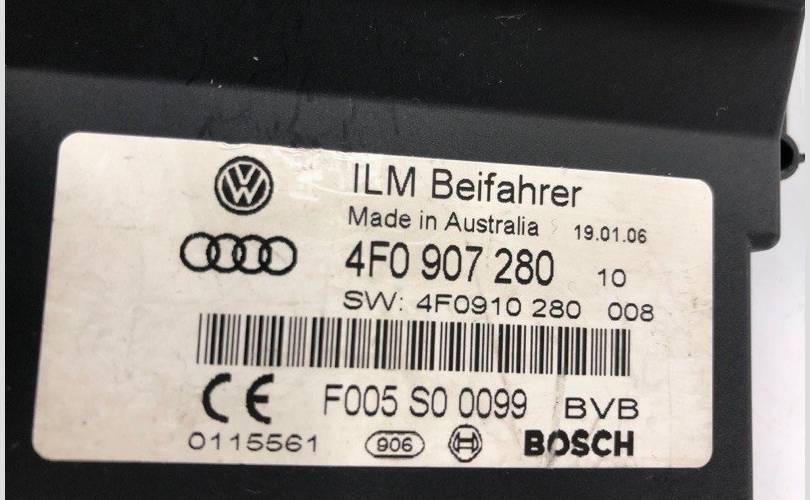 ILM Beifahrer
Made in Australia 19.01.06
4F0 907 280 10
SW: 4F0910 280 008
CE F005 S0 0099 BVB
0115561 906 BOSCH